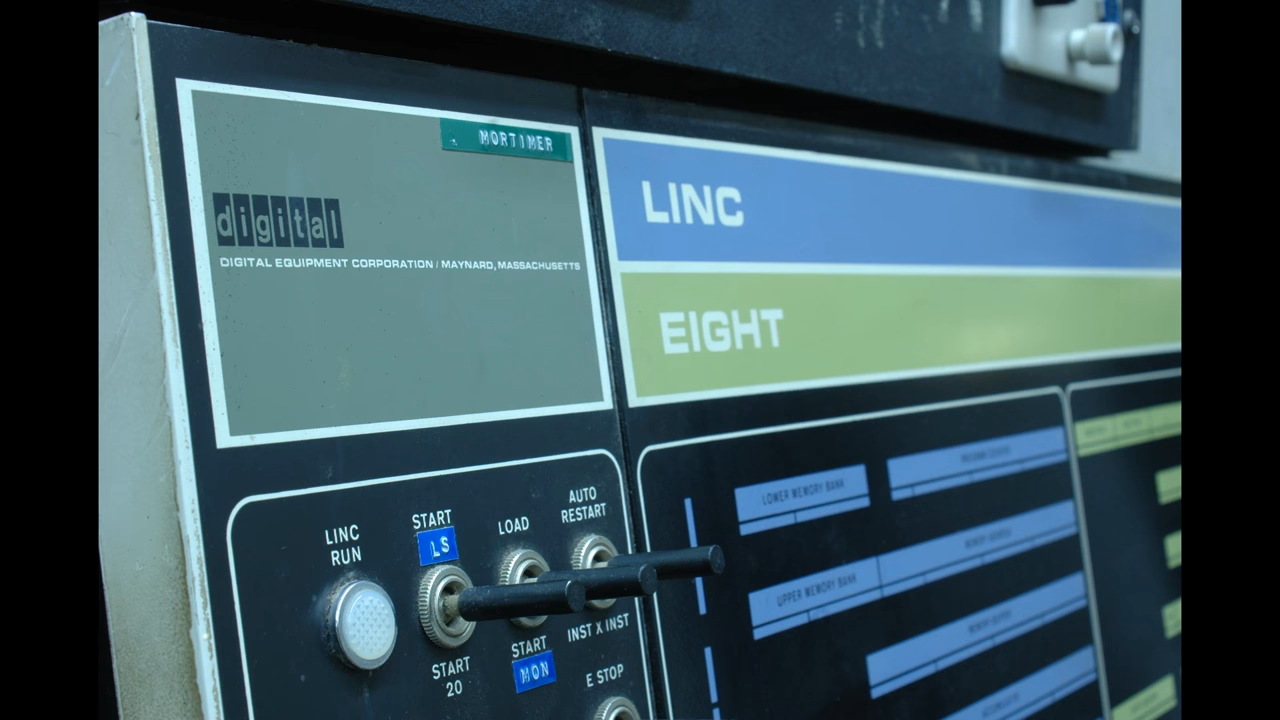 MORTIMER
digital
DIGITAL EQUIPMENT CORPORATION / MAYNARD, MASSACHUSETTS
LINC
EIGHT
LINC
RUN
START
LS
LOAD
AUTO
RESTART
START
20
START
MON
INST X INST
E STOP
LOWER MEMORY BANK
UPPER MEMORY BANK